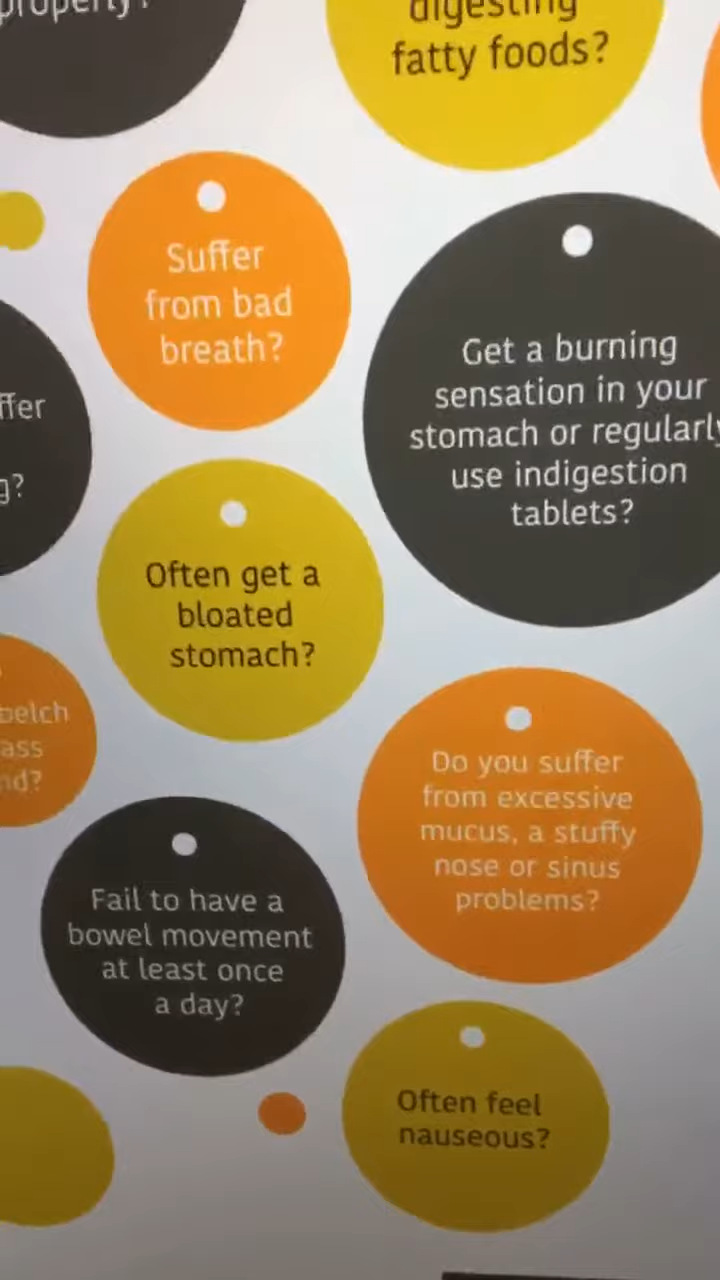 properly?
digesting
fatty foods?
Suffer
from bad
breath?
Get a burning
sensation in your
stomach or regularly
use indigestion
tablets?
Often get a
bloated
stomach?
belch
Do you suffer
from excessive
mucus, a stuffy
nose or sinus
problems?
Fail to have a
bowel movement
at least once
a day?
Often feel
nauseous?